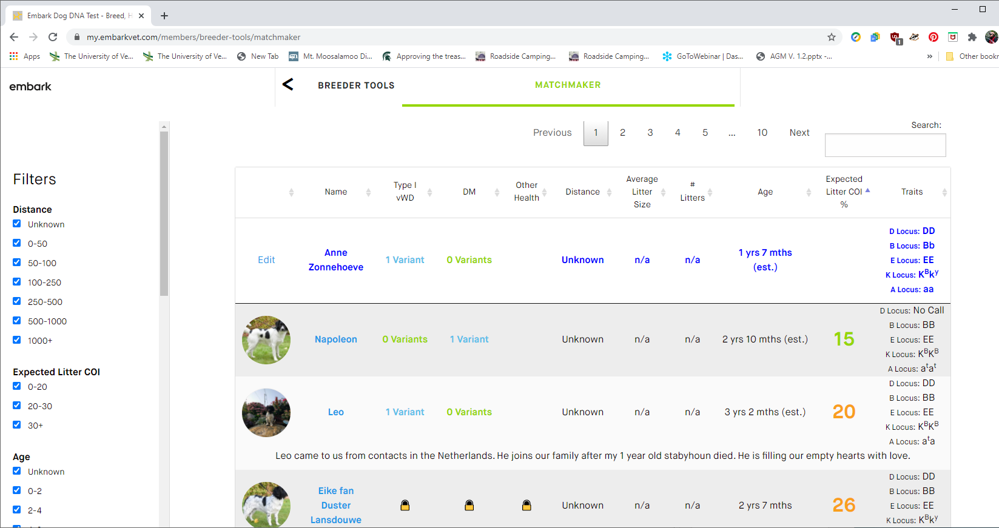 Embark Dog DNA Test - Breed, H
my.embarkvet.com/members/breeder-tools/matchmaker
1
Apps
The University of Ve...
The University of Ve...
New Tab
Mt. Moosalamoo Di...
Approving the treas...
Roadside Camping...
Roadside Camping...
GoToWebinar | Das...
AGM V. 1.2.pptx -...
»
Other bookr
embark
< BREEDER TOOLS
MATCHMAKER
Previous 1 2 3 4 5 ... 10 Next
Search:
Filters
Distance
Unknown
0-50
50-100
100-250
250-500
500-1000
1000+
Expected Litter COI
0-20
20-30
30+
Age
Unknown
0-2
2-4
Name
Type I
vWD
DM
Other
Health
Distance
Average
Litter
Size
#
Litters
Age
Expected
Litter COI
%
Traits
Edit
Anne
Zonnehoeve
1 Variant
0 Variants
Unknown
n/a
n/a
1 yrs 7 mths
(est.)
D Locus: DD
B Locus: Bb
E Locus: EE
K Locus: KᴮkY
A Locus: aa
Napoleon
0 Variants
1 Variant
Unknown
n/a
n/a
2 yrs 10 mths (est.)
15
D Locus: No Call
B Locus: BB
E Locus: EE
K Locus: KᴮKᴮ
A Locus: aᵗaᵗ
Leo
1 Variant
0 Variants
Unknown
n/a
n/a
3 yrs 2 mths (est.)
20
D Locus: DD
B Locus: BB
E Locus: EE
K Locus: KᴮKᴮ
A Locus: aᵗa
Leo came to us from contacts in the Netherlands. He joins our family after my 1 year old stabyhoun died. He is filling our empty hearts with love.
Eike fan
Duster
Lansdouwe
Unknown
n/a
n/a
2 yrs 7 mths
26
D Locus: DD
B Locus: BB
E Locus: EE
K Locus: Kᴮkʸ